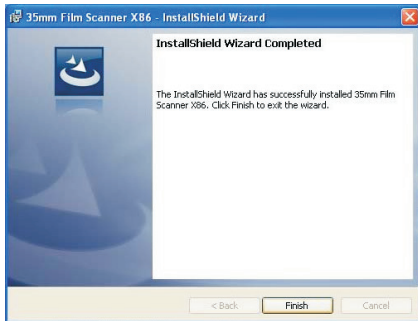 35mm Film Scanner X86 - InstallShield Wizard
InstallShield Wizard Completed
The InstallShield Wizard has successfully installed 35mm Film
Scanner X86. Click Finish to exit the wizard.
< Back
Finish
Cancel